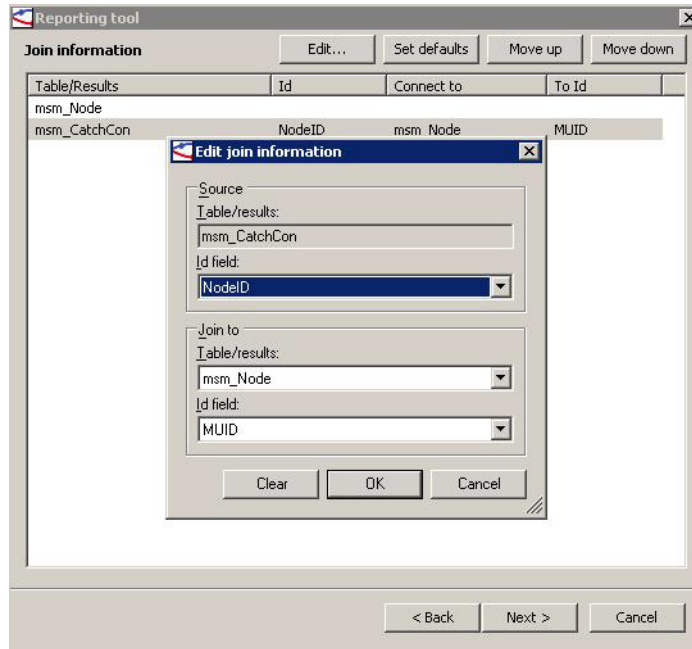 Reporting tool
Join information Edit... Set defaults Move up Move down
Table/Results Id Connect to To Id
msm_Node
msm_CatchCon NodeID msm_Node MUID
Edit join information
Source
Table/results:
msm_CatchCon
Id field:
NodeID
Join to
Table/results:
msm_Node
Id field:
MUID
Clear OK Cancel
< Back Next > Cancel